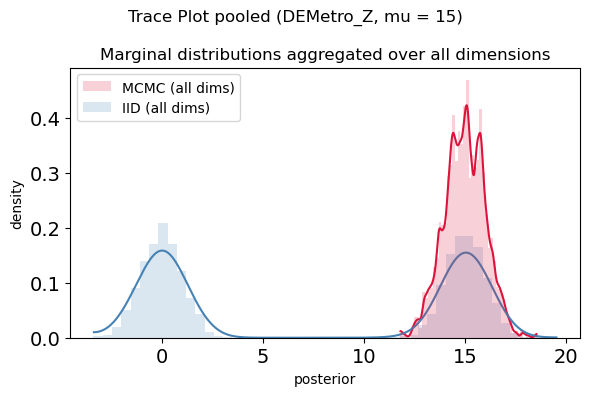 Trace Plot pooled (DEMetro_Z, mu = 15)
Marginal distributions aggregated over all dimensions
MCMC (all dims)
IID (all dims)
density
0.4
0.3
0.2
0.1
0.0
0 5 10 15 20
posterior